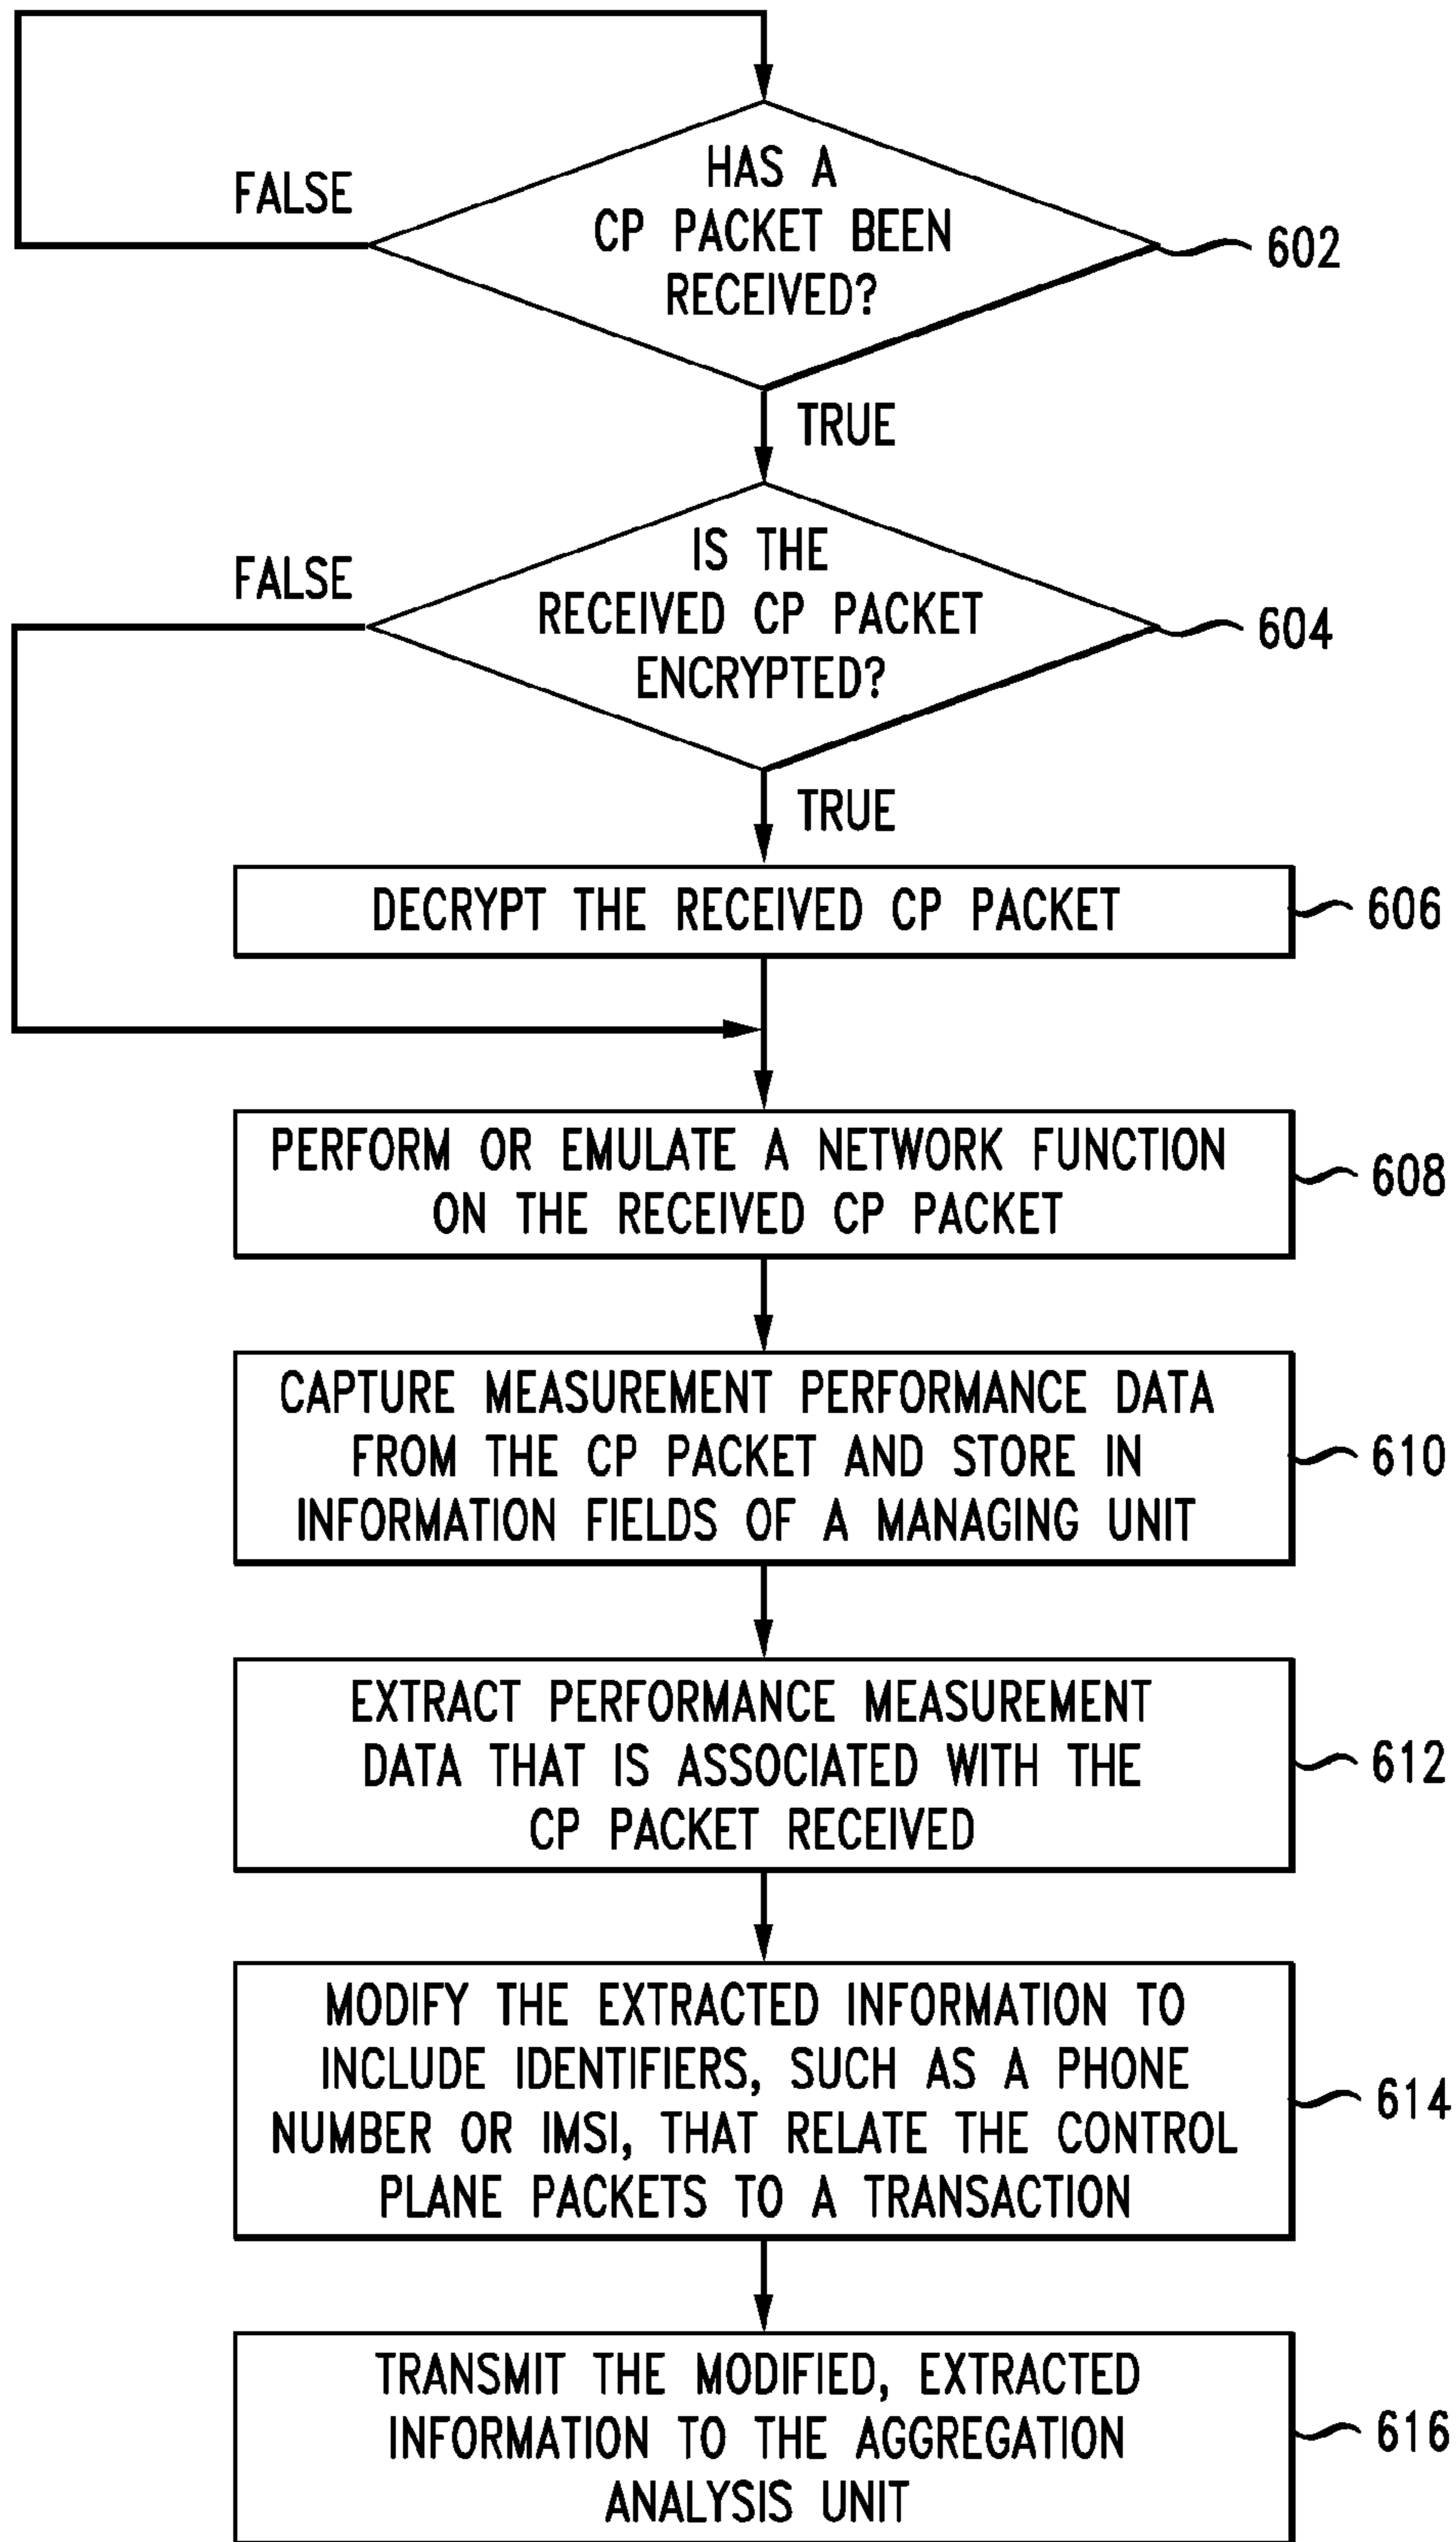 HAS A
CP PACKET BEEN
RECEIVED?
FALSE
602
TRUE
IS THE
RECEIVED CP PACKET
ENCRYPTED?
FALSE
604
TRUE
DECRYPT THE RECEIVED CP PACKET
606
PERFORM OR EMULATE A NETWORK FUNCTION
ON THE RECEIVED CP PACKET
608
CAPTURE MEASUREMENT PERFORMANCE DATA
FROM THE CP PACKET AND STORE IN
INFORMATION FIELDS OF A MANAGING UNIT
610
EXTRACT PERFORMANCE MEASUREMENT
DATA THAT IS ASSOCIATED WITH THE
CP PACKET RECEIVED
612
MODIFY THE EXTRACTED INFORMATION TO
INCLUDE IDENTIFIERS, SUCH AS A PHONE
NUMBER OR IMSI, THAT RELATE THE CONTROL
PLANE PACKETS TO A TRANSACTION
614
TRANSMIT THE MODIFIED, EXTRACTED
INFORMATION TO THE AGGREGATION
ANALYSIS UNIT
616